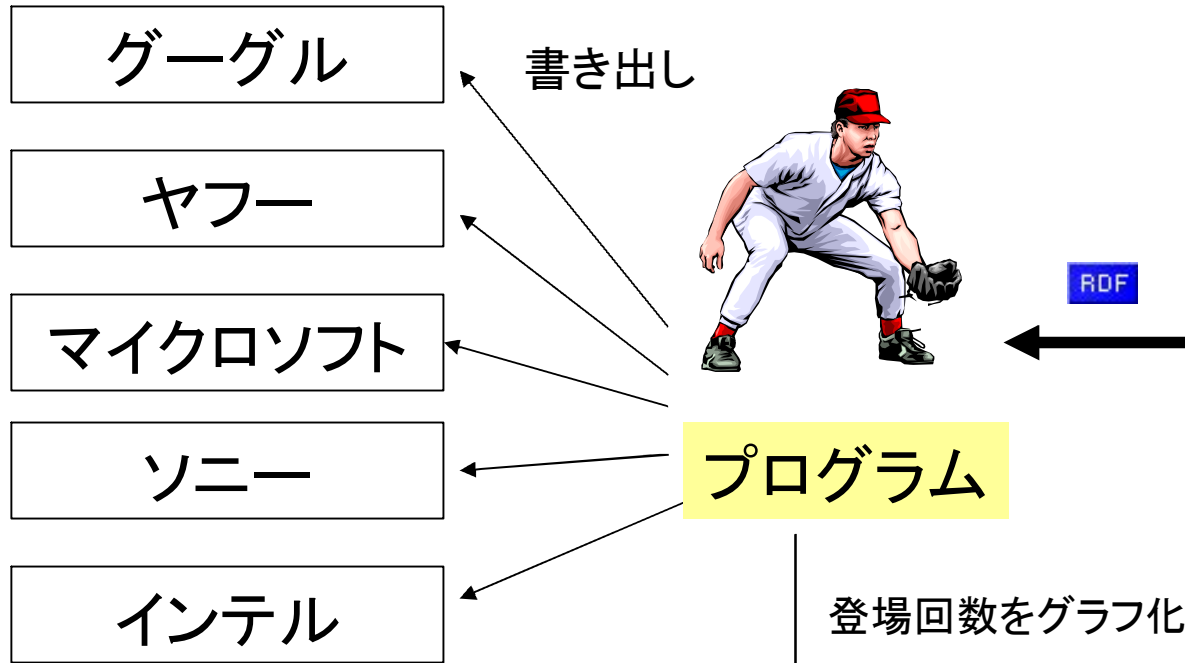 グーグル
書き出し
ヤフー
RDF
マイクロソフト
ソニー
プログラム
インテル
登場回数をグラフ化